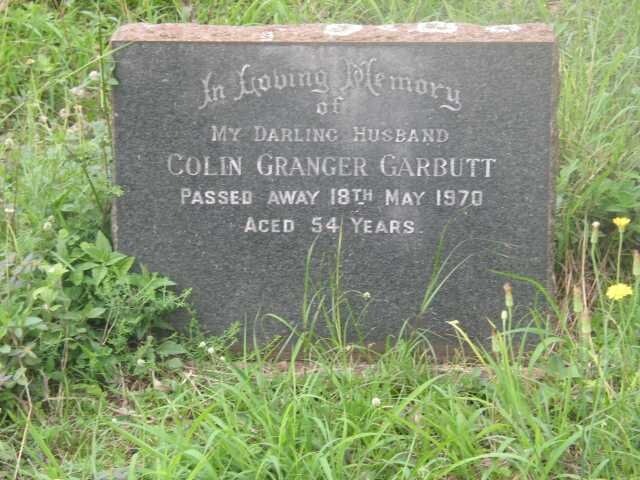 In Loving Memory
of
My Darling Husband
Colin Granger Garbutt
Passed away 18th May 1970
Aged 54 Years.